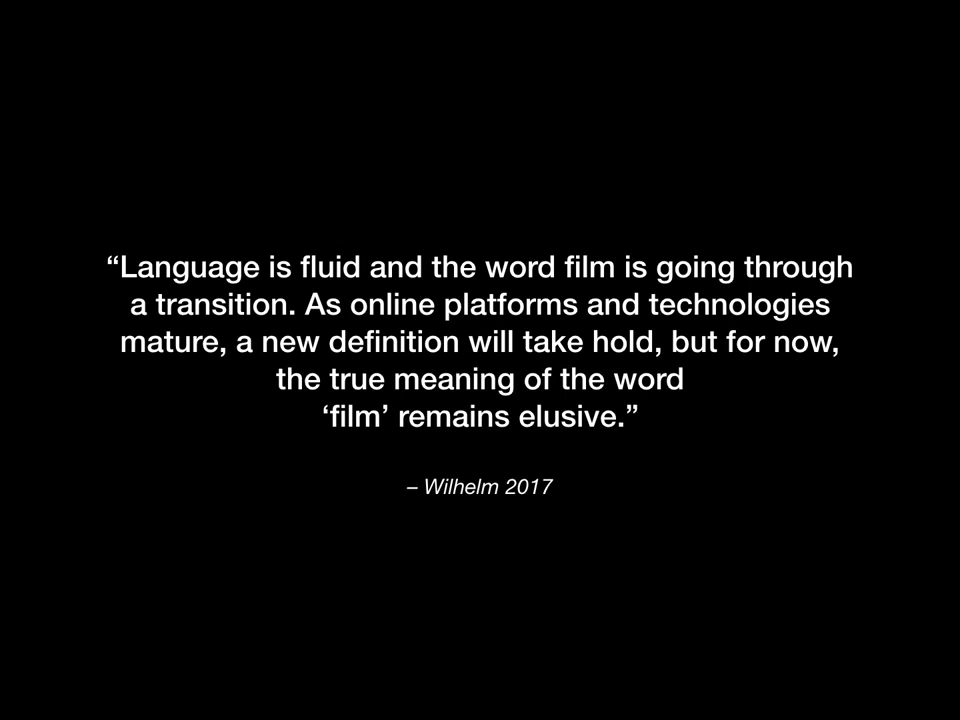 “Language is fluid and the word film is going through
a transition. As online platforms and technologies
mature, a new definition will take hold, but for now,
the true meaning of the word
‘film’ remains elusive.”
– Wilhelm 2017